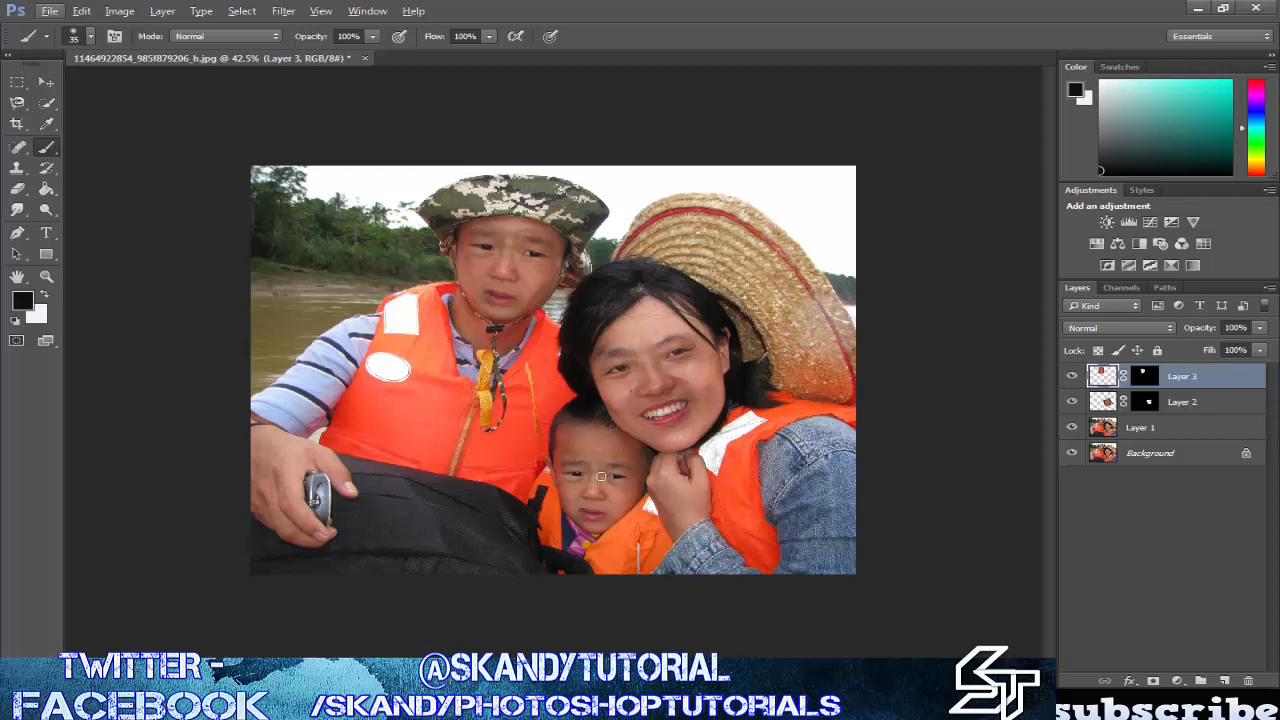 Ps File Edit Image Layer Type Select Filter View Window Help
35 Mode: Normal Opacity: 100% Flow: 100% Essentials
11464922854_985f879206_h.jpg @ 42.5% (Layer 3, RGB/8#) * ×
Color Swatches
Adjustments Styles
Add an adjustment
Layers Channels Paths
Kind
Normal Opacity: 100%
Lock: Fill: 100%
Layer 3
Layer 2
Layer 1
Background
TWITTER - @SKANDYTUTORIAL
FACEBOOK /SKANDYPHOTOSHOPTUTORIALS
ST
subscribe